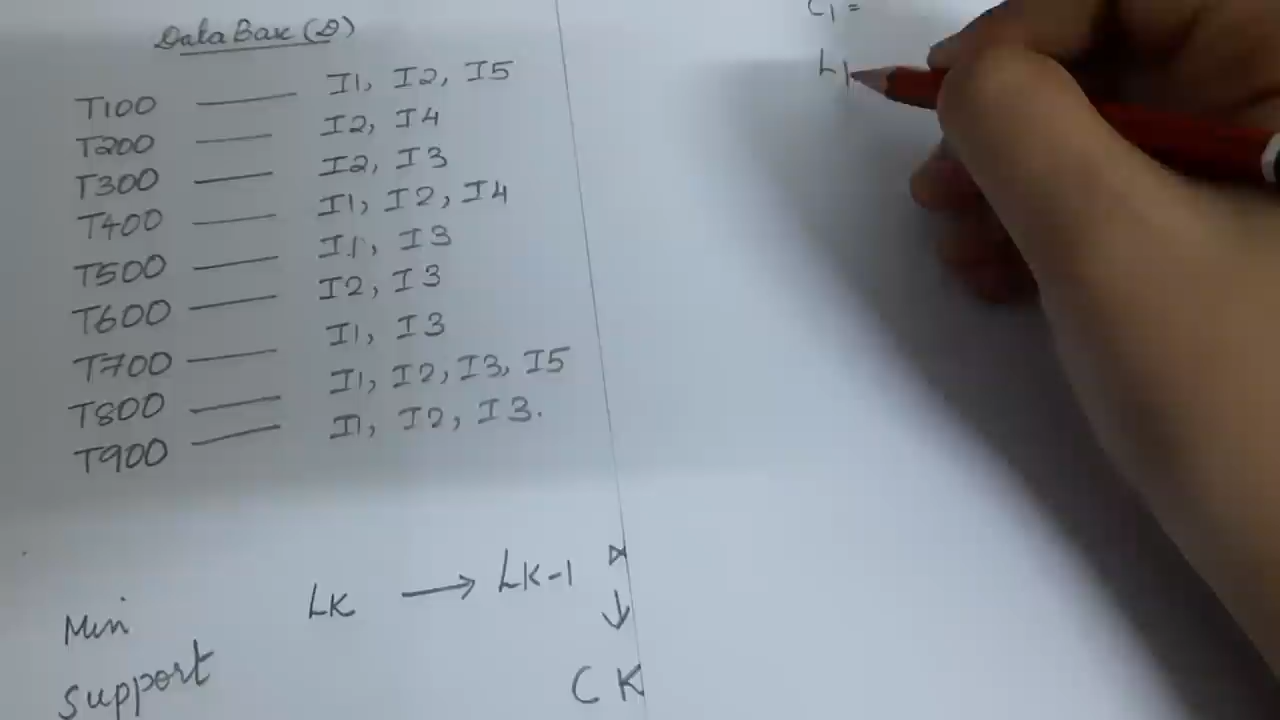 DataBase (D)
T100 —— I1, I2, I5
T200 —— I2, I4
T300 —— I2, I3
T400 —— I1, I2, I4
T500 —— I1, I3
T600 —— I2, I3
T700 —— I1, I3
T800 —— I1, I2, I3, I5
T900 —— I1, I2, I3.
Min
Support
LK → LK-1 ⋈
↓
CK
C1 =
L1